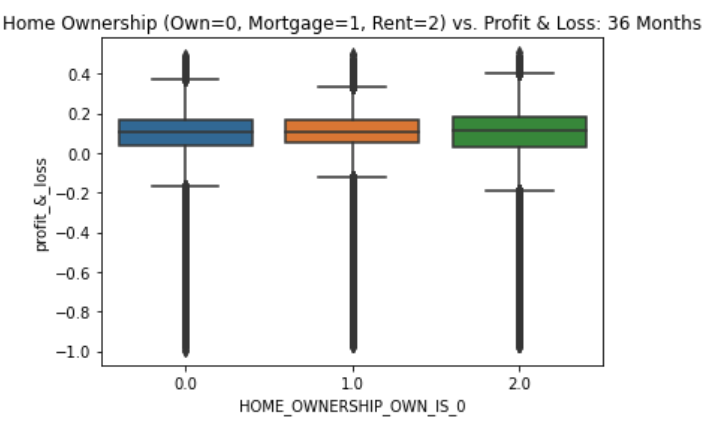 Home Ownership (Own=0, Mortgage=1, Rent=2) vs. Profit & Loss: 36 Months
profit_&_loss
0.4
0.2
0.0
−0.2
−0.4
−0.6
−0.8
−1.0
0.0 1.0 2.0
HOME_OWNERSHIP_OWN_IS_0